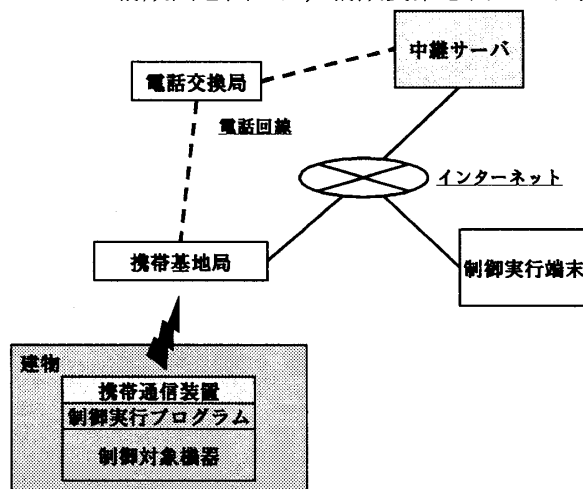 中継サーバ
電話交換局
電話回線
インターネット
携帯基地局
制御実行端末
建物
携帯通信装置
制御実行プログラム
制御対象機器